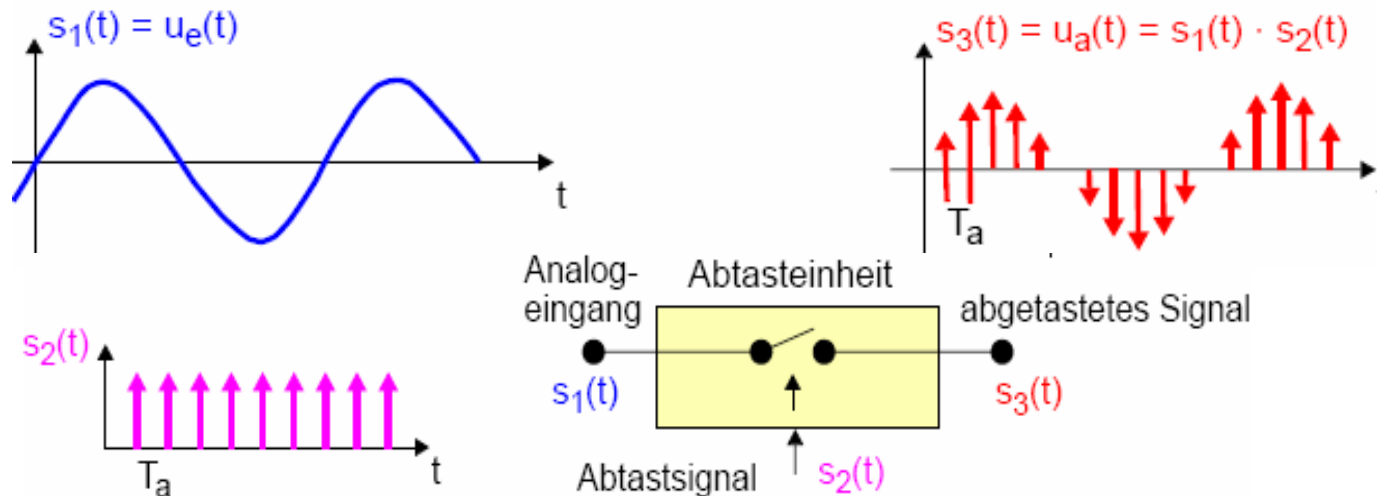 s₁(t) = uₑ(t)
t
s₃(t) = uₐ(t) = s₁(t) · s₂(t)
Tₐ
s₂(t)
Tₐ
t
Analog-
eingang
Abtasteinheit
abgetastetes Signal
s₁(t)
s₃(t)
Abtastsignal
s₂(t)